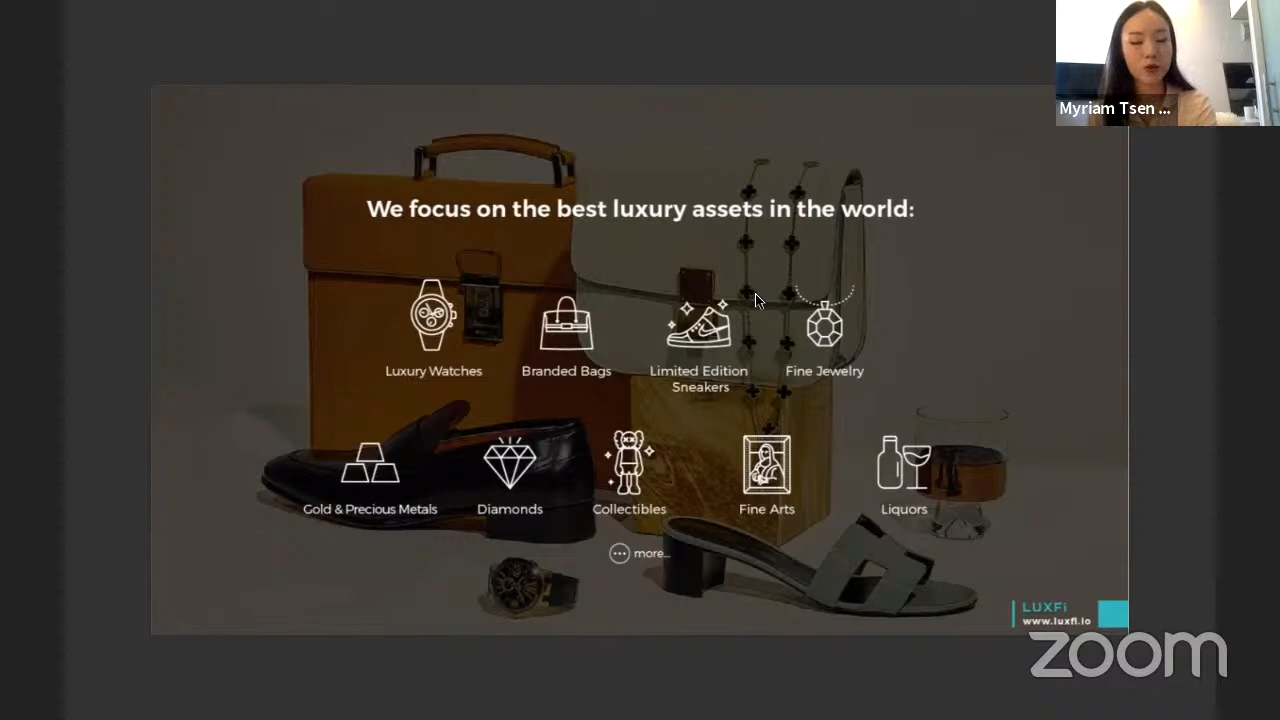 Myriam Tsen ...
We focus on the best luxury assets in the world:
Luxury Watches
Branded Bags
Limited Edition
Sneakers
Fine Jewelry
Gold & Precious Metals
Diamonds
Collectibles
Fine Arts
Liquors
more...
LUXFi
www.luxfi.io
zoom